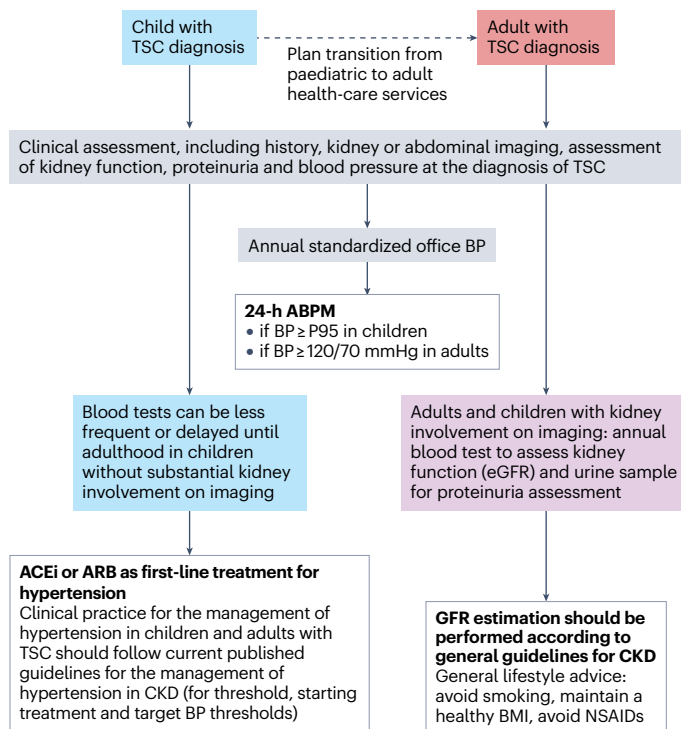 Child with
TSC diagnosis
Plan transition from
paediatric to adult
health-care services
Adult with
TSC diagnosis
Clinical assessment, including history, kidney or abdominal imaging, assessment
of kidney function, proteinuria and blood pressure at the diagnosis of TSC
Annual standardized office BP
24-h ABPM
• if BP ≥ P95 in children
• if BP ≥ 120/70 mmHg in adults
Blood tests can be less
frequent or delayed until
adulthood in children
without substantial kidney
involvement on imaging
Adults and children with kidney
involvement on imaging: annual
blood test to assess kidney
function (eGFR) and urine sample
for proteinuria assessment
ACEi or ARB as first-line treatment for
hypertension
Clinical practice for the management of
hypertension in children and adults with
TSC should follow current published
guidelines for the management of
hypertension in CKD (for threshold, starting
treatment and target BP thresholds)
GFR estimation should be
performed according to
general guidelines for CKD
General lifestyle advice:
avoid smoking, maintain a
healthy BMI, avoid NSAIDs